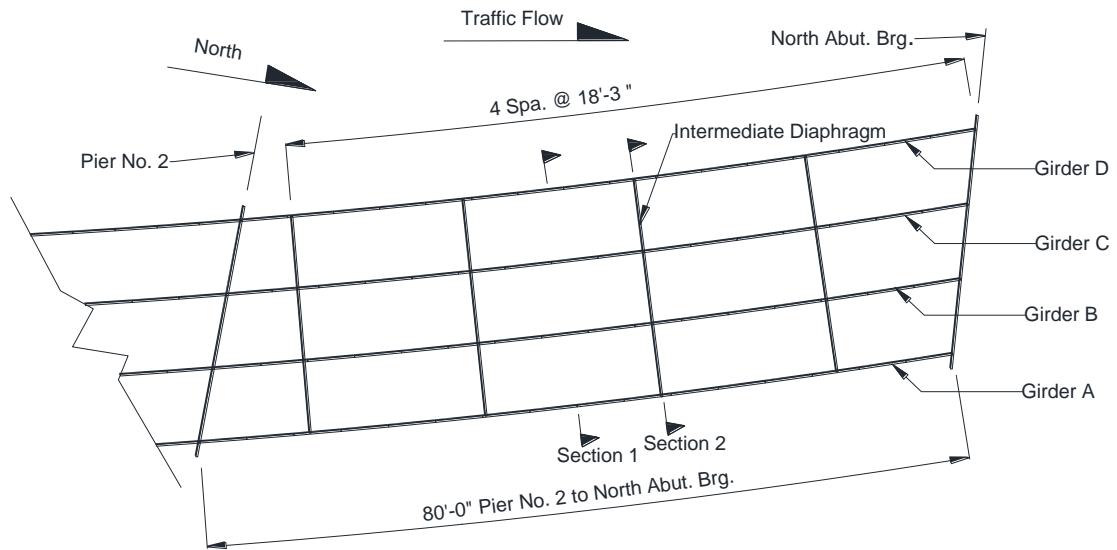 Traffic Flow
North
North Abut. Brg.
4 Spa. @ 18'-3 "
Intermediate Diaphragm
Pier No. 2
Girder D
Girder C
Girder B
Girder A
Section 1
Section 2
80'-0" Pier No. 2 to North Abut. Brg.